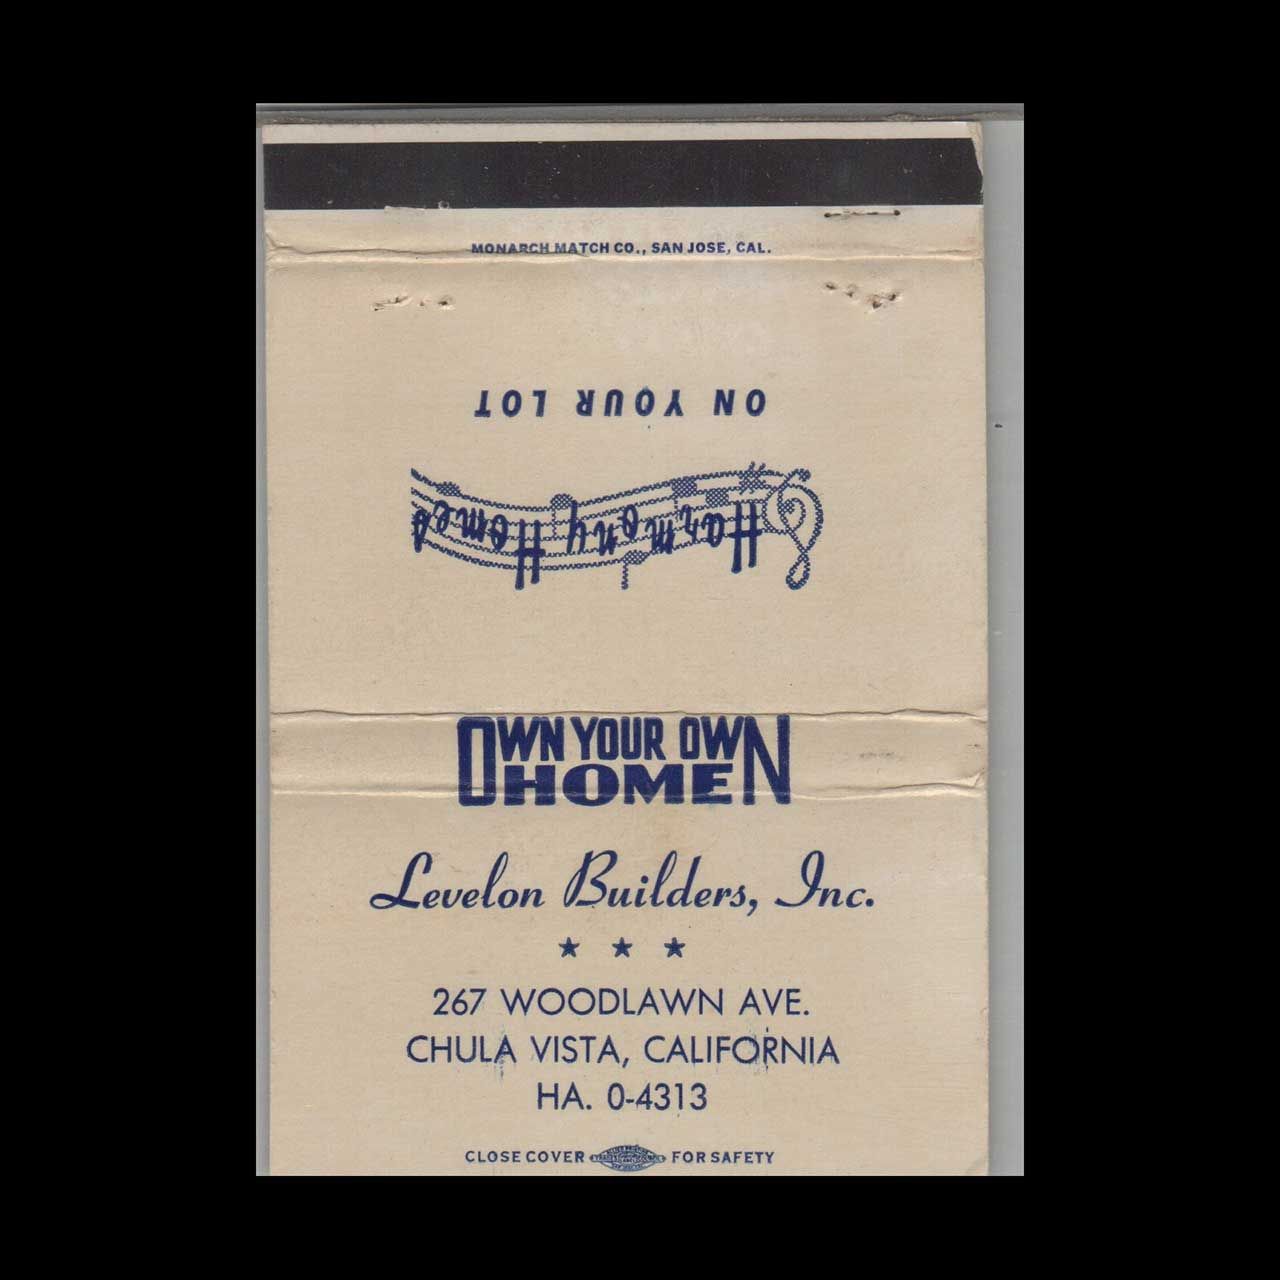 MONARCH MATCH CO., SAN JOSE, CAL.
ON YOUR LOT
Harmony Homes
OWN YOUR OWN
HOME
Levelon Builders, Inc.
★ ★ ★
267 WOODLAWN AVE.
CHULA VISTA, CALIFORNIA
HA. 0-4313
CLOSE COVER FOR SAFETY